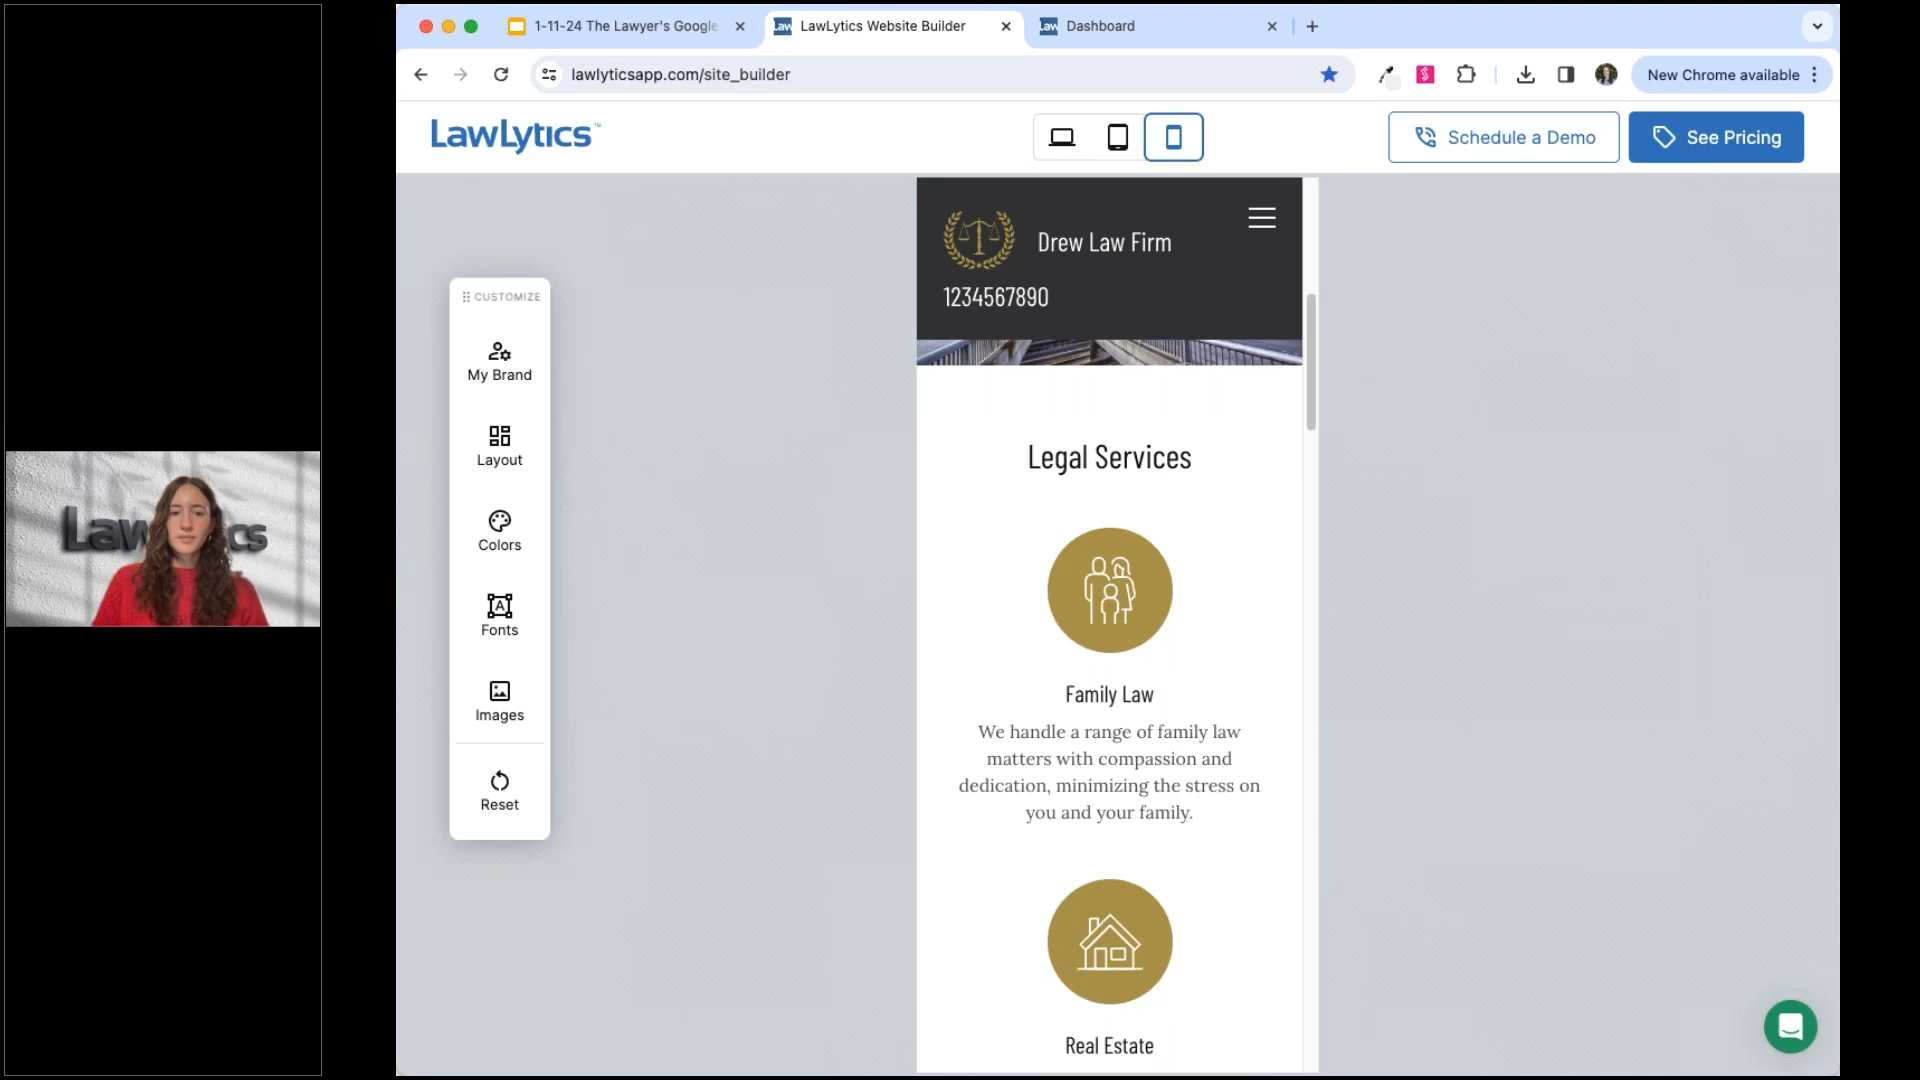 1-11-24 The Lawyer's Google
LawLytics Website Builder
Dashboard
lawlyticsapp.com/site_builder
New Chrome available
LawLytics
Schedule a Demo
See Pricing
CUSTOMIZE
My Brand
Layout
Colors
Fonts
Images
Reset
Drew Law Firm
1234567890
Legal Services
Family Law
We handle a range of family law
matters with compassion and
dedication, minimizing the stress on
you and your family.
Real Estate